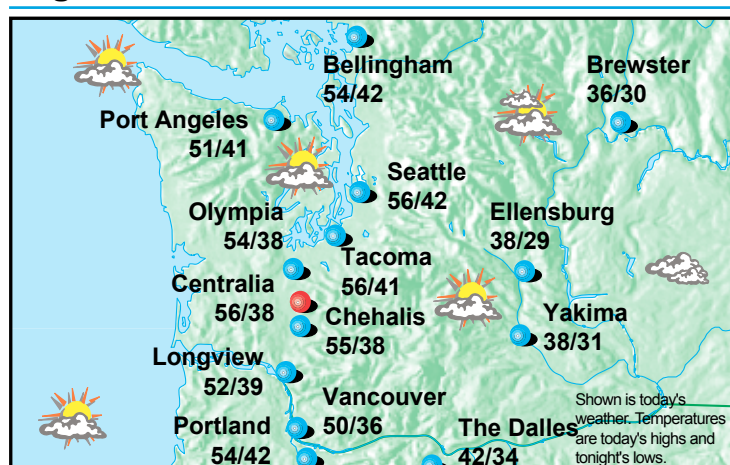 Bellingham
54/42
Brewster
36/30
Port Angeles
51/41
Seattle
56/42
Olympia
54/38
Ellensburg
38/29
Tacoma
56/41
Centralia
56/38
Chehalis
55/38
Yakima
38/31
Longview
52/39
Vancouver
50/36
Portland
54/42
The Dalles
42/34
Shown is today's
weather. Temperatures
are today's highs and
tonight's lows.